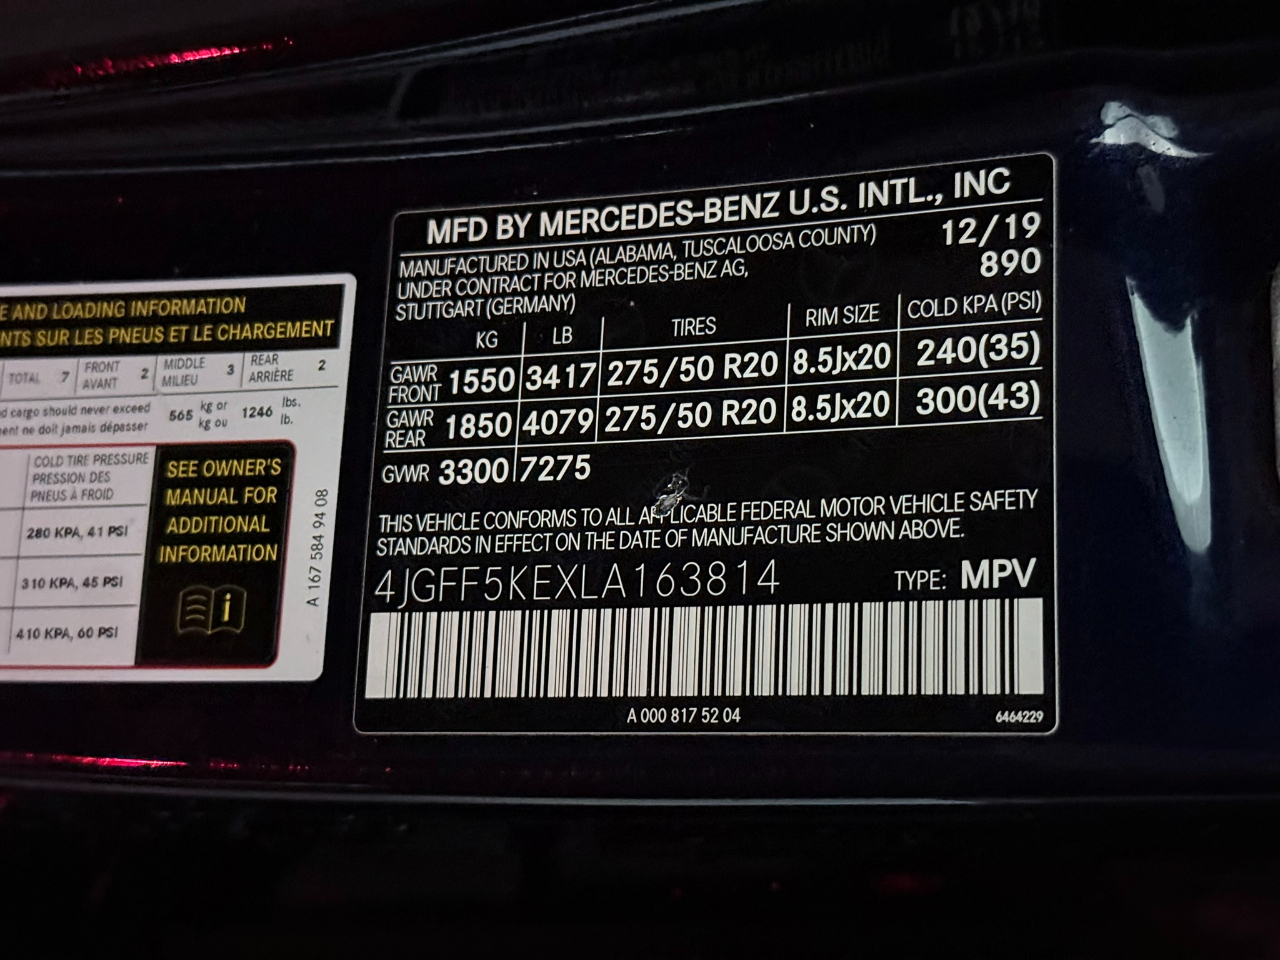 E AND LOADING INFORMATION
NTS SUR LES PNEUS ET LE CHARGEMENT
TOTAL 7 FRONT AVANT 2 MIDDLE MILIEU 3 REAR ARRIÈRE 2
d cargo should never exceed 565 kg or 1246 lbs.
ent ne doit jamais dépasser kg ou lb.
COLD TIRE PRESSURE
PRESSION DES
PNEUS À FROID
280 KPA, 41 PSI
310 KPA, 45 PSI
410 KPA, 60 PSI
SEE OWNER'S
MANUAL FOR
ADDITIONAL
INFORMATION
i
A 167 584 94 08
MFD BY MERCEDES-BENZ U.S. INTL., INC
MANUFACTURED IN USA (ALABAMA, TUSCALOOSA COUNTY) 12/19
UNDER CONTRACT FOR MERCEDES-BENZ AG, 890
STUTTGART (GERMANY)
KG LB TIRES RIM SIZE COLD KPA (PSI)
GAWR FRONT 1550 3417 275/50 R20 8.5Jx20 240(35)
GAWR REAR 1850 4079 275/50 R20 8.5Jx20 300(43)
GVWR 3300 7275
THIS VEHICLE CONFORMS TO ALL APPLICABLE FEDERAL MOTOR VEHICLE SAFETY
STANDARDS IN EFFECT ON THE DATE OF MANUFACTURE SHOWN ABOVE.
4JGFF5KEXLA163814 TYPE: MPV
A 000 817 52 04 6464229